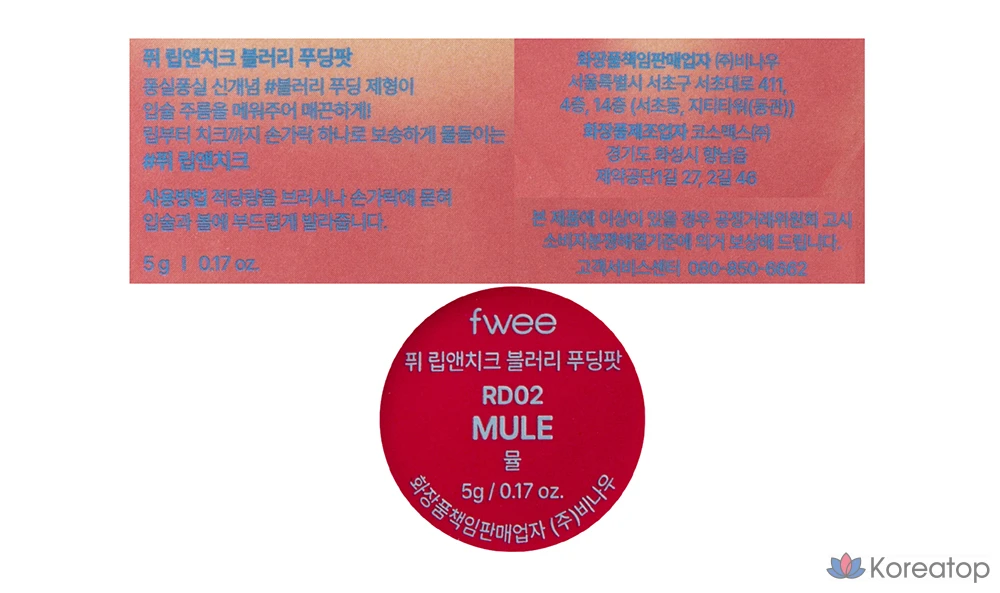 퓌 립앤치크 블러리 푸딩팟
퐁실퐁실 신개념 #블러리 푸딩 제형이
입술 주름을 메워주어 매끈하게!
립부터 치크까지 손가락 하나로 보송하게 물들이는
#퓌 립앤치크
사용방법 적당량을 브러시나 손가락에 묻혀
입술과 볼에 부드럽게 발라줍니다.
5 g | 0.17 oz.
화장품책임판매업자 ㈜비나우
서울특별시 서초구 서초대로 411,
4층, 14층 (서초동, 지티타워(동관))
화장품제조업자 코스맥스㈜
경기도 화성시 향남읍
제약공단1길 27, 2길 46
본 제품에 이상이 있을 경우 공정거래위원회 고시
소비자분쟁해결기준에 의거 보상해 드립니다.
고객서비스센터 080-850-6662
fwee
퓌 립앤치크 블러리 푸딩팟
RD02
MULE
뮬
5g / 0.17 oz.
화장품책임판매업자 (주)비나우
Koreatop